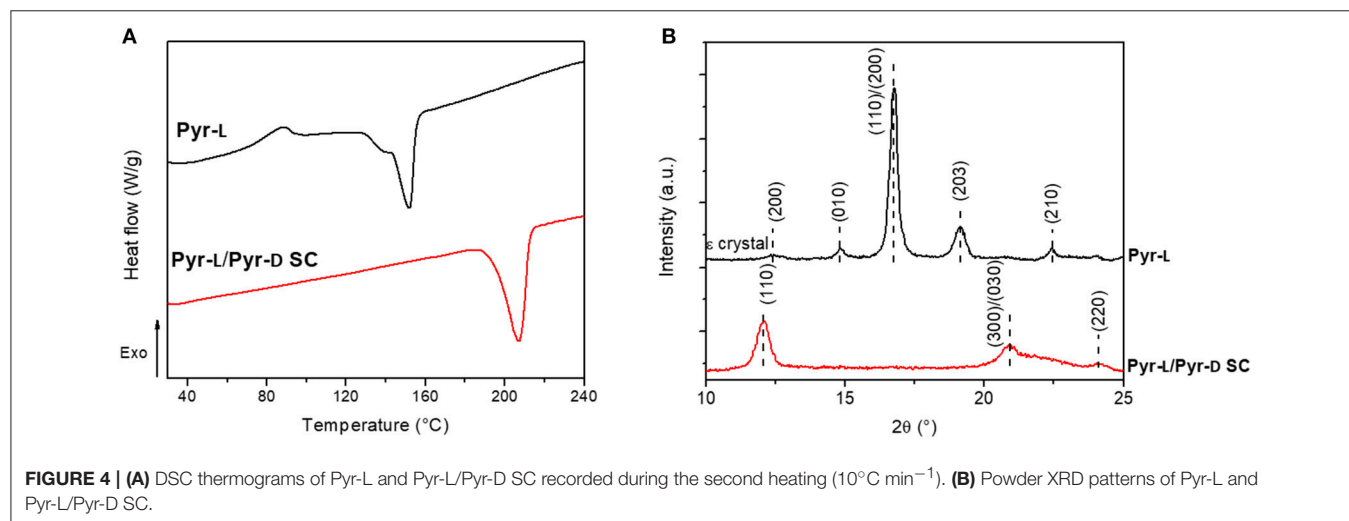 A
Pyr-L
Pyr-L/Pyr-D SC
Exo
Heat flow (W/g)
40 80 120 160 200 240
Temperature (°C)
B
Intensity (a.u.)
ε crystal
(200)
(010)
(110)/(200)
(203)
(210)
Pyr-L
(110)
(300)/(030)
(220)
Pyr-L/Pyr-D SC
10 15 20 25
2θ (°)
FIGURE 4 | (A) DSC thermograms of Pyr-L and Pyr-L/Pyr-D SC recorded during the second heating (10°C min−1). (B) Powder XRD patterns of Pyr-L and
Pyr-L/Pyr-D SC.